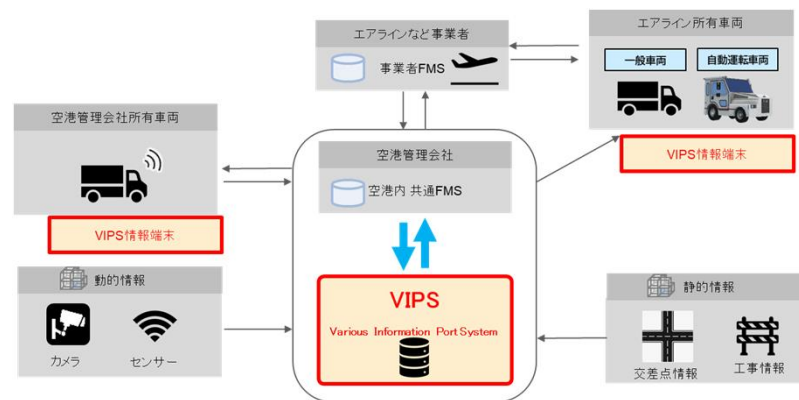 エアラインなど事業者
事業者FMS
エアライン所有車両
一般車両
自動運転車両
VIPS情報端末
空港管理会社所有車両
VIPS情報端末
空港管理会社
空港内 共通FMS
動的情報
カメラ
センサー
VIPS
Various Information Port System
静的情報
交差点情報
工事情報